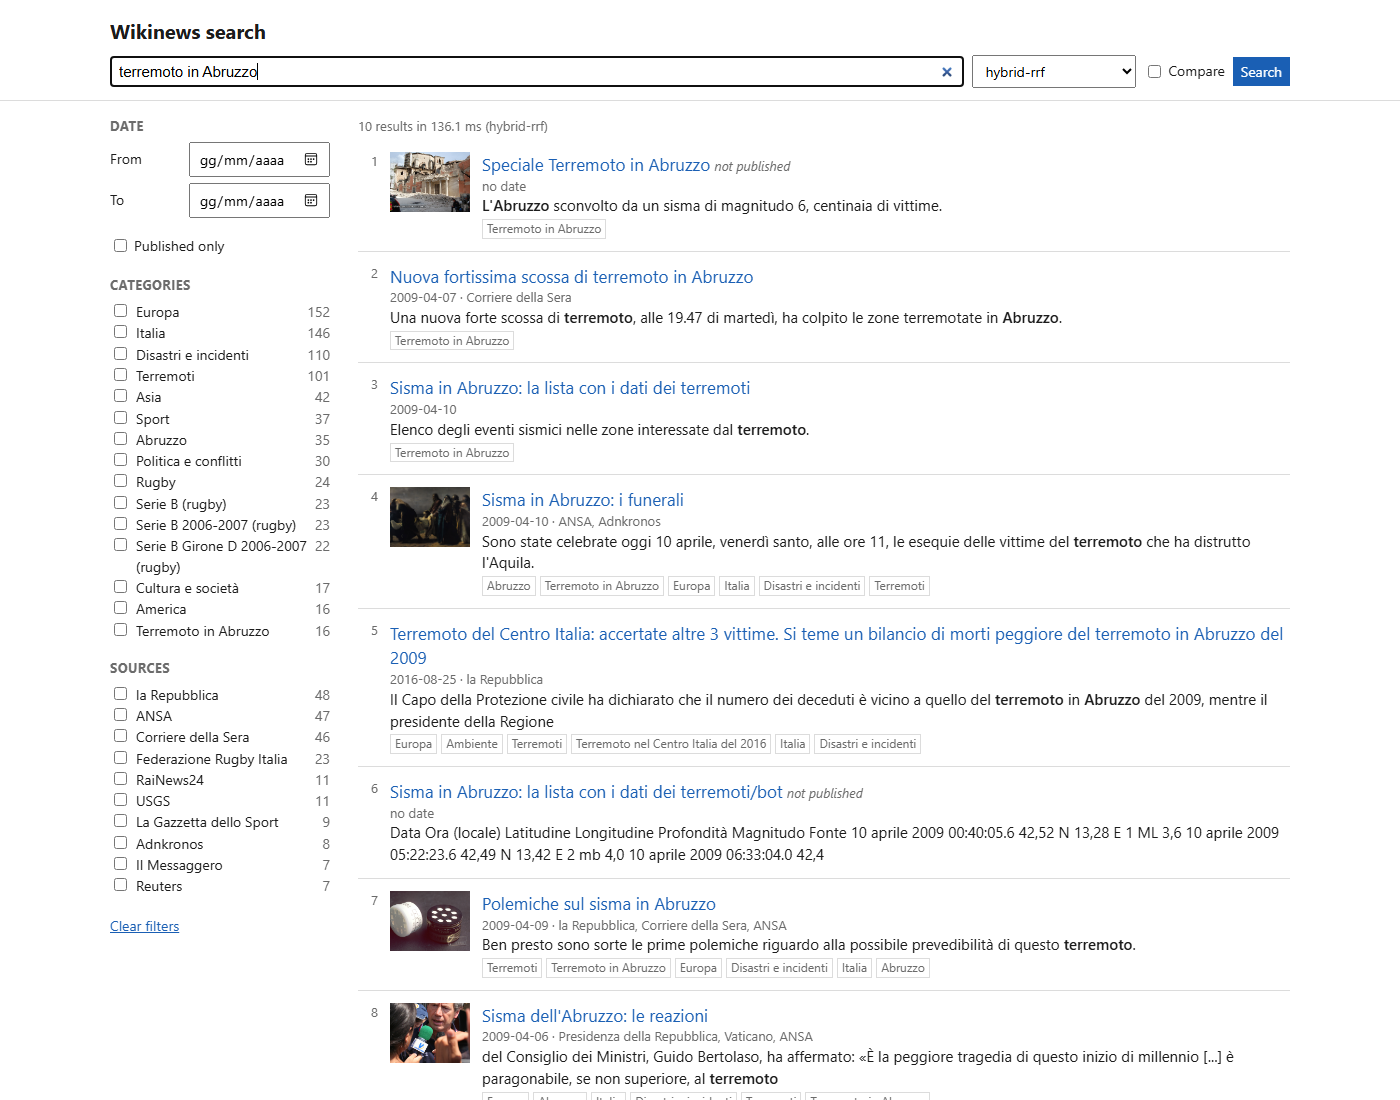 Wikinews search
terremoto in Abruzzo
hybrid-rrf
Compare
Search
DATE
From
gg/mm/aaaa
To
gg/mm/aaaa
Published only
CATEGORIES
Europa 152
Italia 146
Disastri e incidenti 110
Terremoti 101
Asia 42
Sport 37
Abruzzo 35
Politica e conflitti 30
Rugby 24
Serie B (rugby) 23
Serie B 2006-2007 (rugby) 23
Serie B Girone D 2006-2007 22
(rugby)
Cultura e società 17
America 16
Terremoto in Abruzzo 16
SOURCES
la Repubblica 48
ANSA 47
Corriere della Sera 46
Federazione Rugby Italia 23
RaiNews24 11
USGS 11
La Gazzetta dello Sport 9
Adnkronos 8
Il Messaggero 7
Reuters 7
Clear filters
10 results in 136.1 ms (hybrid-rrf)
1
Speciale Terremoto in Abruzzo not published
no date
L'Abruzzo sconvolto da un sisma di magnitudo 6, centinaia di vittime.
Terremoto in Abruzzo
2
Nuova fortissima scossa di terremoto in Abruzzo
2009-04-07 · Corriere della Sera
Una nuova forte scossa di terremoto, alle 19.47 di martedì, ha colpito le zone terremotate in Abruzzo.
Terremoto in Abruzzo
3
Sisma in Abruzzo: la lista con i dati dei terremoti
2009-04-10
Elenco degli eventi sismici nelle zone interessate dal terremoto.
Terremoto in Abruzzo
4
Sisma in Abruzzo: i funerali
2009-04-10 · ANSA, Adnkronos
Sono state celebrate oggi 10 aprile, venerdì santo, alle ore 11, le esequie delle vittime del terremoto che ha distrutto
l'Aquila.
Abruzzo Terremoto in Abruzzo Europa Italia Disastri e incidenti Terremoti
5
Terremoto del Centro Italia: accertate altre 3 vittime. Si teme un bilancio di morti peggiore del terremoto in Abruzzo del
2009
2016-08-25 · la Repubblica
Il Capo della Protezione civile ha dichiarato che il numero dei deceduti è vicino a quello del terremoto in Abruzzo del 2009, mentre il
presidente della Regione
Europa Ambiente Terremoti Terremoto nel Centro Italia del 2016 Italia Disastri e incidenti
6
Sisma in Abruzzo: la lista con i dati dei terremoti/bot not published
no date
Data Ora (locale) Latitudine Longitudine Profondità Magnitudo Fonte 10 aprile 2009 00:40:05.6 42,52 N 13,28 E 1 ML 3,6 10 aprile 2009
05:22:23.6 42,49 N 13,42 E 2 mb 4,0 10 aprile 2009 06:33:04.0 42,4
7
Polemiche sul sisma in Abruzzo
2009-04-09 · la Repubblica, Corriere della Sera, ANSA
Ben presto sono sorte le prime polemiche riguardo alla possibile prevedibilità di questo terremoto.
Terremoti Terremoto in Abruzzo Europa Disastri e incidenti Italia Abruzzo
8
Sisma dell'Abruzzo: le reazioni
2009-04-06 · Presidenza della Repubblica, Vaticano, ANSA
del Consiglio dei Ministri, Guido Bertolaso, ha affermato: «È la peggiore tragedia di questo inizio di millennio [...] è
paragonabile, se non superiore, al terremoto